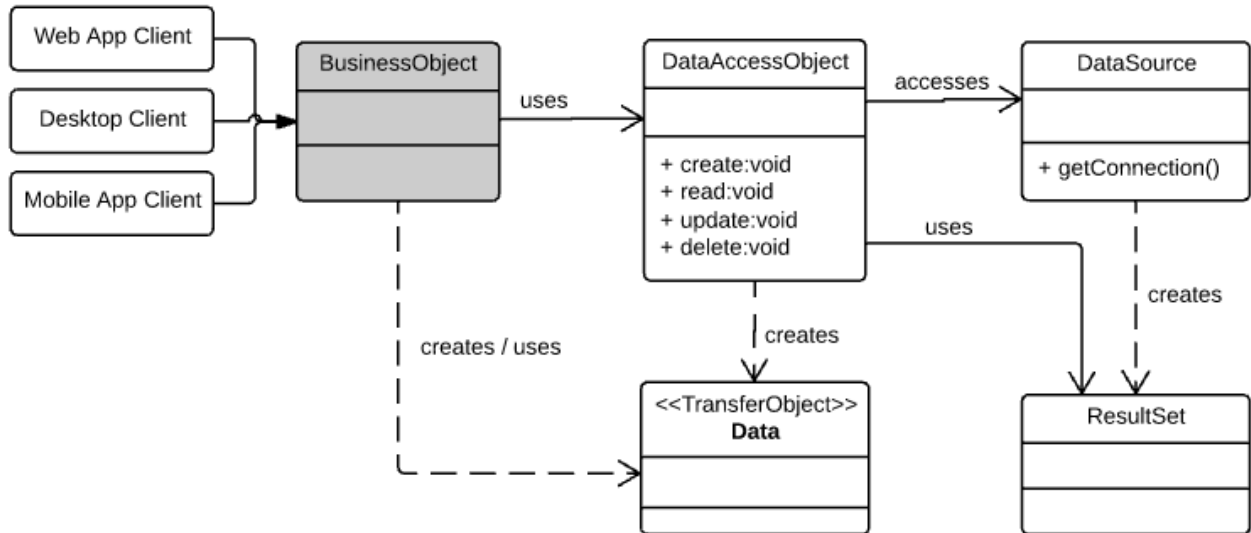 Web App Client
Desktop Client
Mobile App Client
BusinessObject
uses
DataAccessObject
+ create:void
+ read:void
+ update:void
+ delete:void
accesses
DataSource
+ getConnection()
uses
creates
creates / uses
creates
<<TransferObject>>
Data
ResultSet